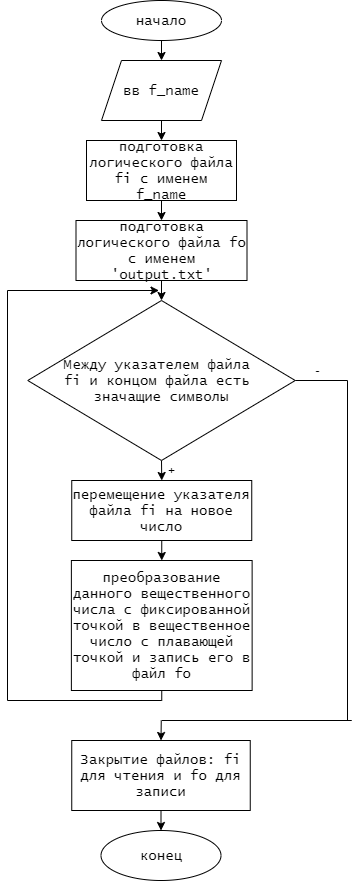 начало
вв f_name
подготовка
логического файла
fi с именем
f_name
подготовка
логического файла fo
с именем
'output.txt'
Между указателем файла
fi и концом файла есть
значащие символы
-
+
перемещение указателя
файла fi на новое
число
преобразование
данного вещественного
числа с фиксированной
точкой в вещественное
число с плавающей
точкой и запись его в
файл fo
Закрытие файлов: fi
для чтения и fo для
записи
конец